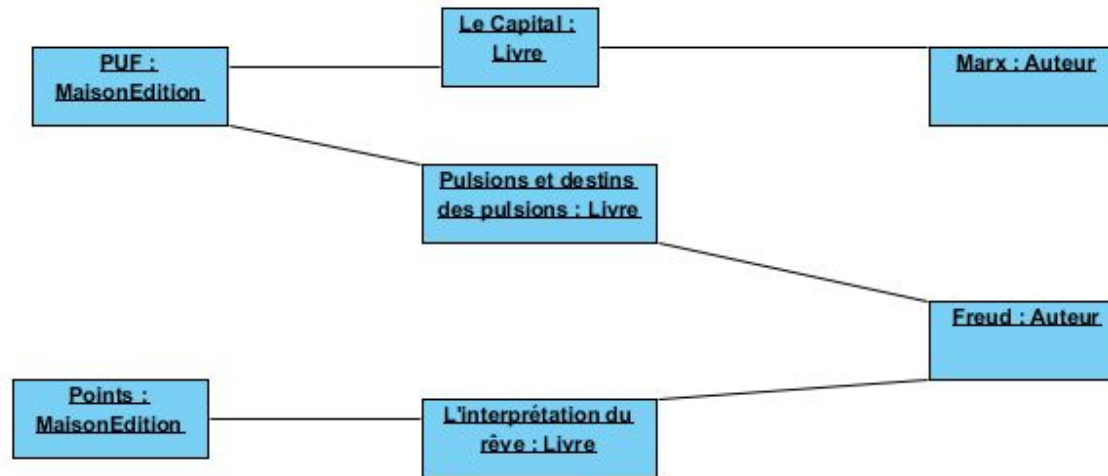 Le Capital :
Livre
PUF :
MaisonEdition
Marx : Auteur
Pulsions et destins
des pulsions : Livre
Freud : Auteur
Points :
MaisonEdition
L'interprétation du
rêve : Livre